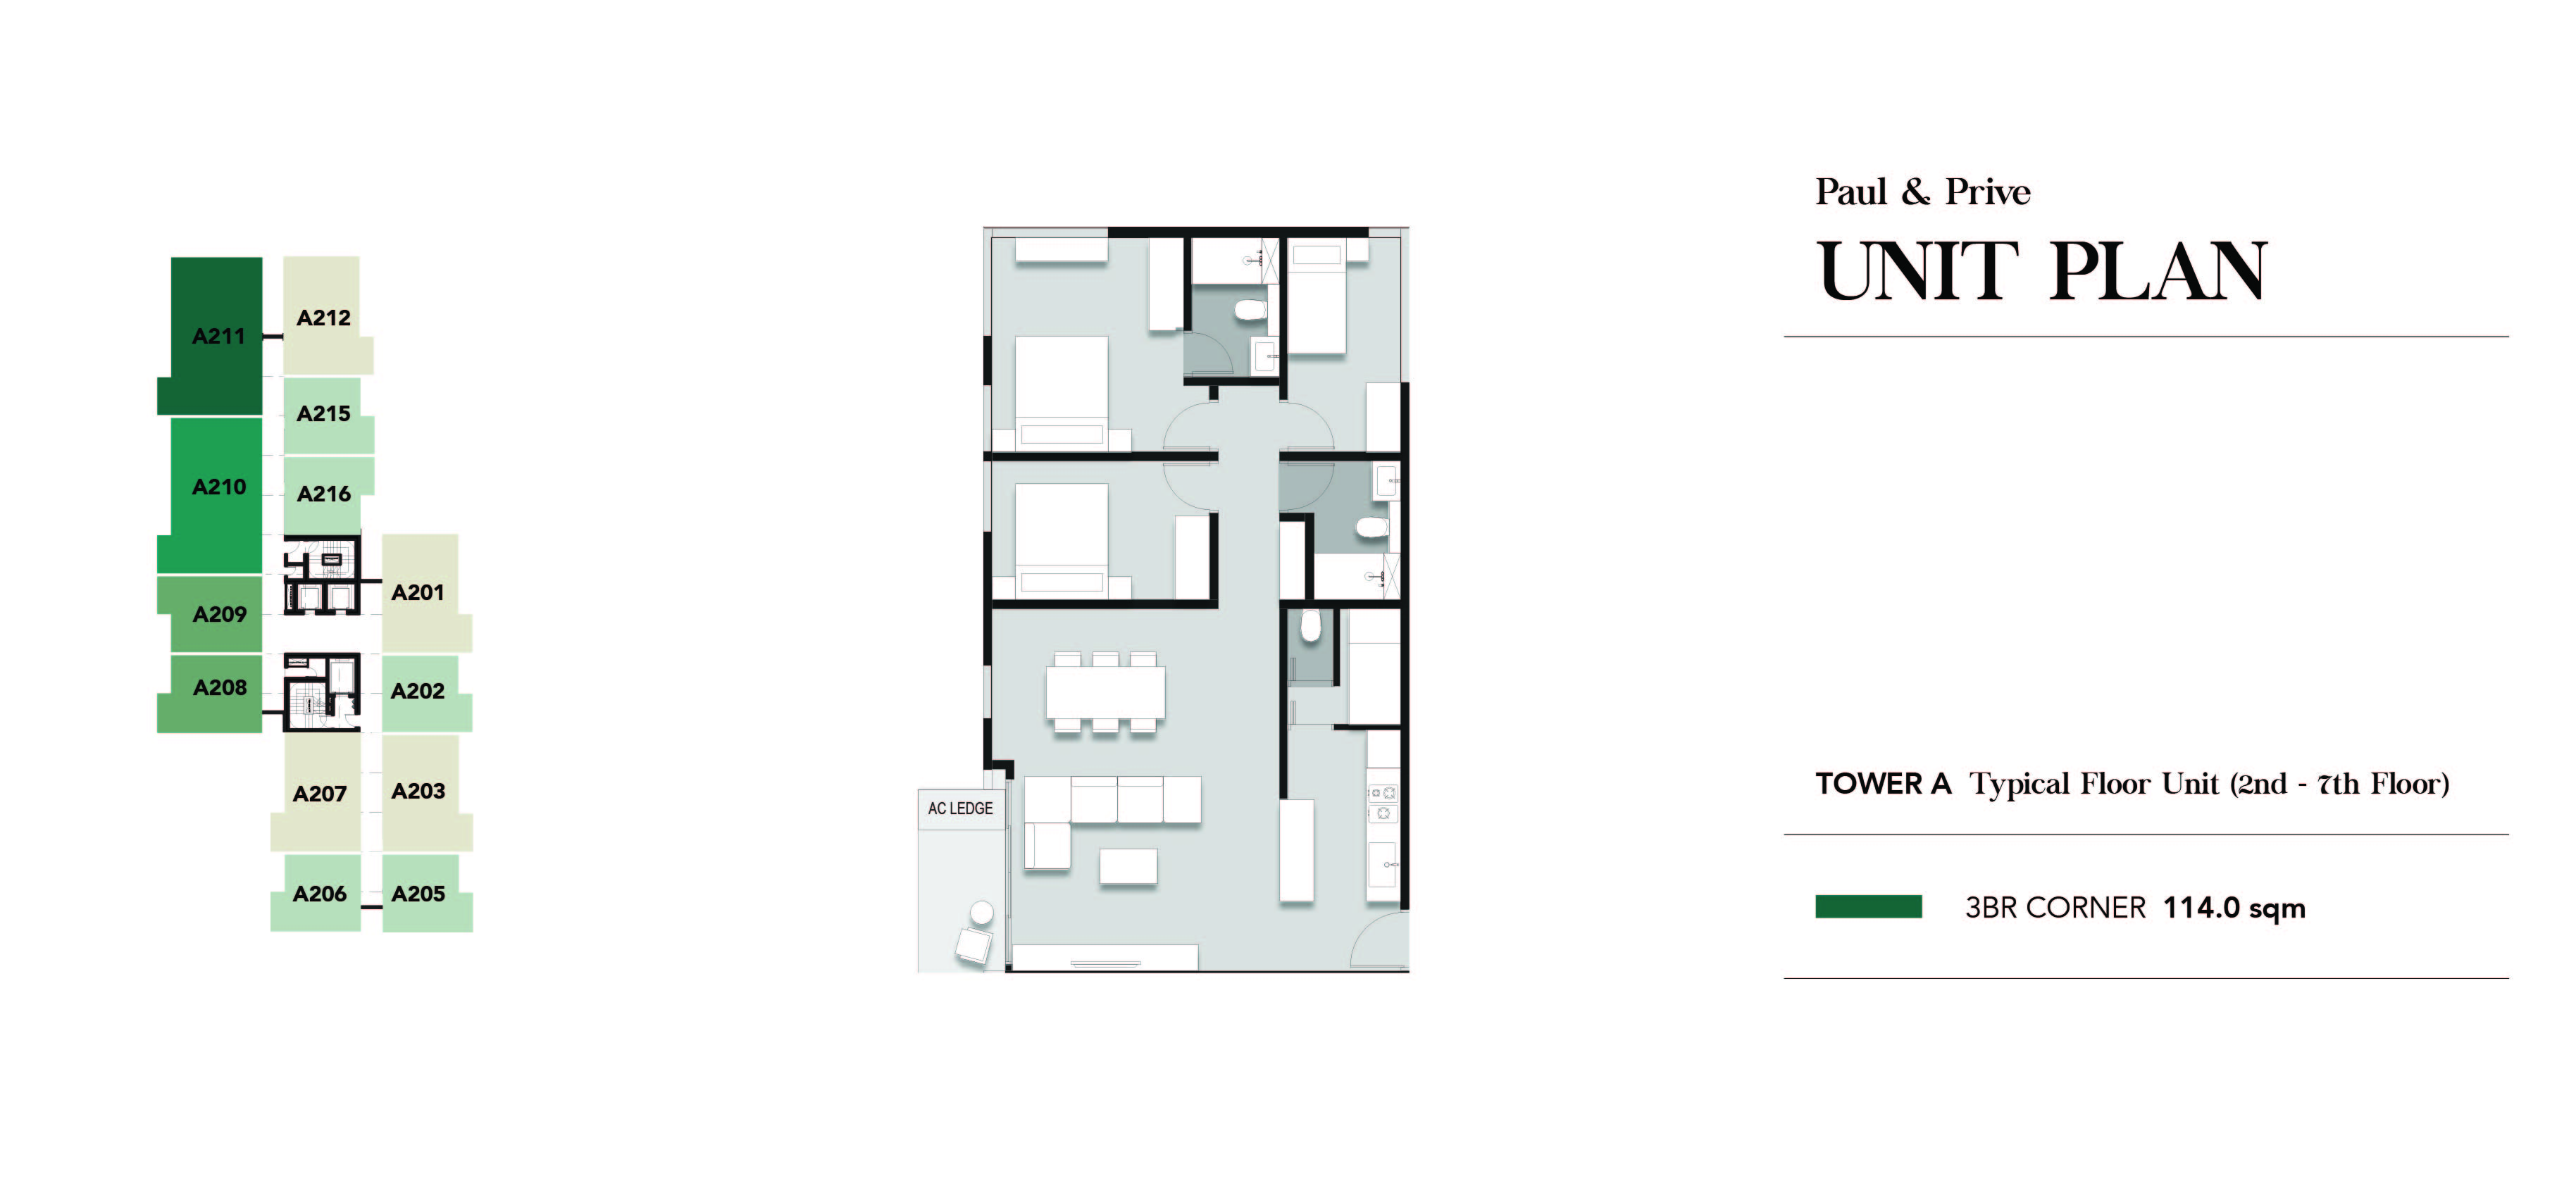 Paul & Prive
UNIT PLAN
A211
A212
A215
A210
A216
A201
A209
A208
A202
A207
A203
A206
A205
AC LEDGE
TOWER A Typical Floor Unit (2nd - 7th Floor)
3BR CORNER 114.0 sqm